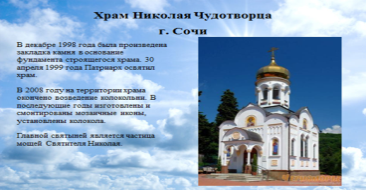 Храм Николая Чудотворца
г. Сочи
В декабре 1998 года была произведена
закладка камня в основание
фундамента строящегося храма. 30
апреля 1999 года Патриарх освятил
храм.
В 2008 году на территории храма
окончено возведение колокольни. В
последующие годы изготовлены и
смонтированы мозаичные иконы,
установлены колокола.
Главной святыней является частица
мощей Святителя Николая.